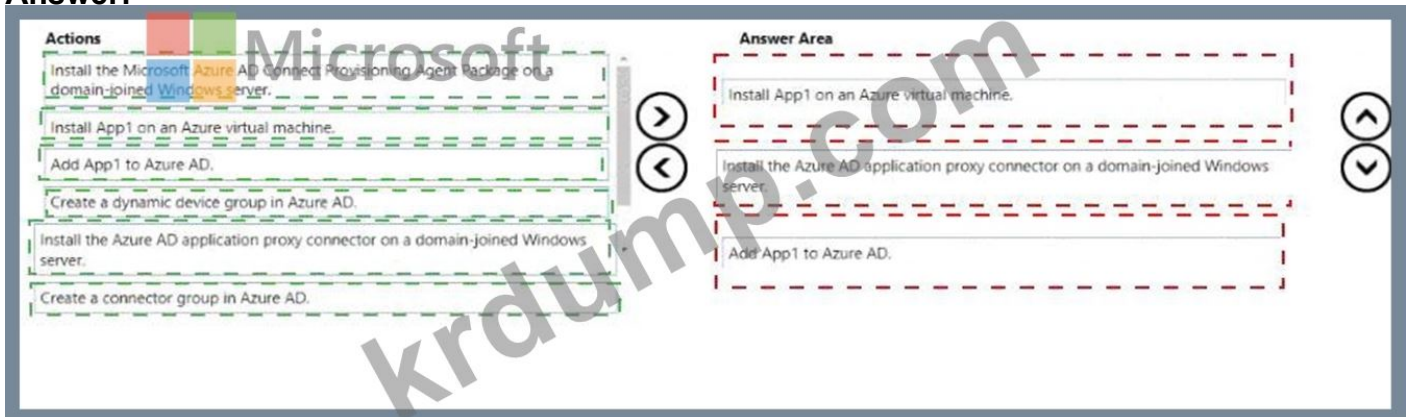 Answer:
Microsoft
Actions
Install the Microsoft Azure AD Connect Provisioning Agent Package on a
domain-joined Windows server.
Install App1 on an Azure virtual machine.
Add App1 to Azure AD.
Create a dynamic device group in Azure AD.
Install the Azure AD application proxy connector on a domain-joined Windows
server.
Create a connector group in Azure AD.
Answer Area
Install App1 on an Azure virtual machine.
Install the Azure AD application proxy connector on a domain-joined Windows
server.
Add App1 to Azure AD.
krdump.com